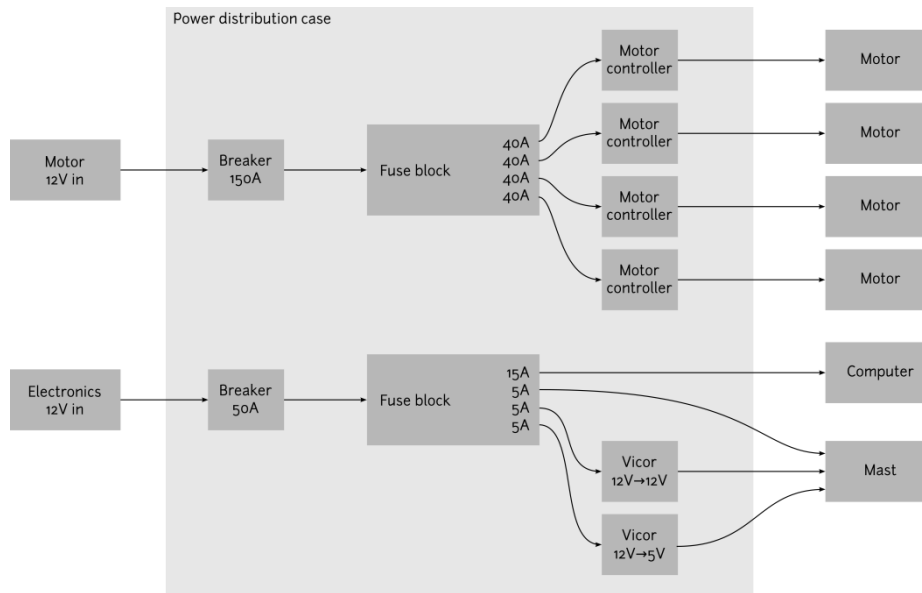 Power distribution case
Motor
12V in
Breaker
150A
Fuse block
40A
40A
40A
40A
Motor
controller
Motor
Motor
controller
Motor
Motor
controller
Motor
Motor
controller
Motor
Electronics
12V in
Breaker
50A
Fuse block
15A
5A
5A
5A
Computer
Vicor
12V→12V
Mast
Vicor
12V→5V